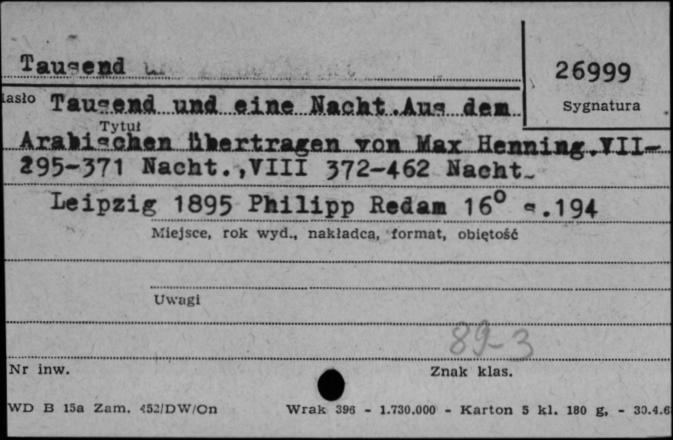 Tausend
26999
Hasło Tausend und eine Nacht.Aus dem
Sygnatura
Tytuł
Arabischen übertragen von Max Henning.VII-
295-371 Nacht.,VIII 372-462 Nacht.
Leipzig 1895 Philipp Redam 16° s.194
Miejsce, rok wyd., nakładca, format, obiętość
Uwagi
89-3
Nr inw.
Znak klas.
WD B 15a Zam. 452/DW/On Wrak 396 - 1.730.000 - Karton 5 kl. 180 g, - 30.4.6